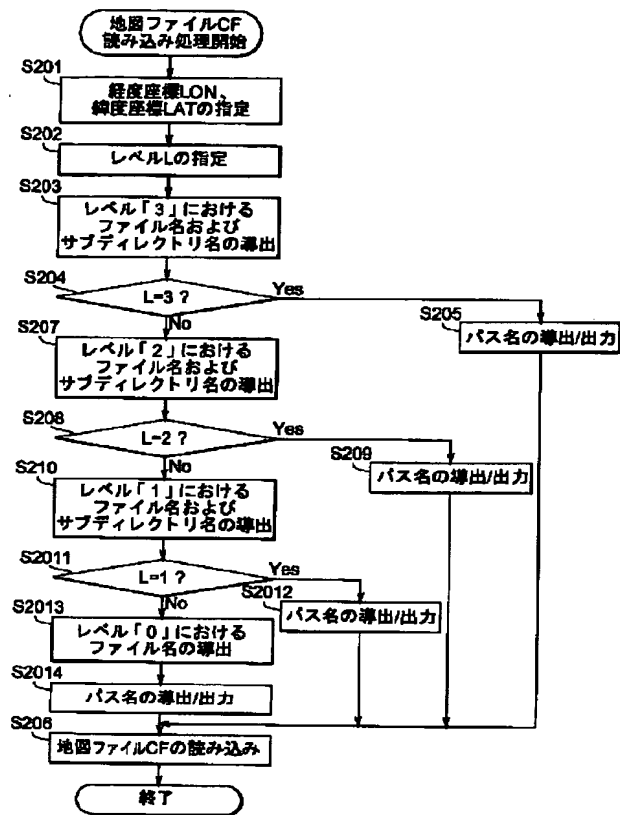 地図ファイルCF
読み込み処理開始
S201
経度座標LON、
緯度座標LATの指定
S202
レベルLの指定
S203
レベル「3」における
ファイル名および
サブディレクトリ名の導出
S204
L=3 ?
Yes
No
S205
パス名の導出/出力
S207
レベル「2」における
ファイル名および
サブディレクトリ名の導出
S208
L=2 ?
Yes
No
S209
パス名の導出/出力
S210
レベル「1」における
ファイル名および
サブディレクトリ名の導出
S2011
L=1 ?
Yes
No
S2012
パス名の導出/出力
S2013
レベル「0」における
ファイル名の導出
S2014
パス名の導出/出力
S206
地図ファイルCFの読み込み
終了